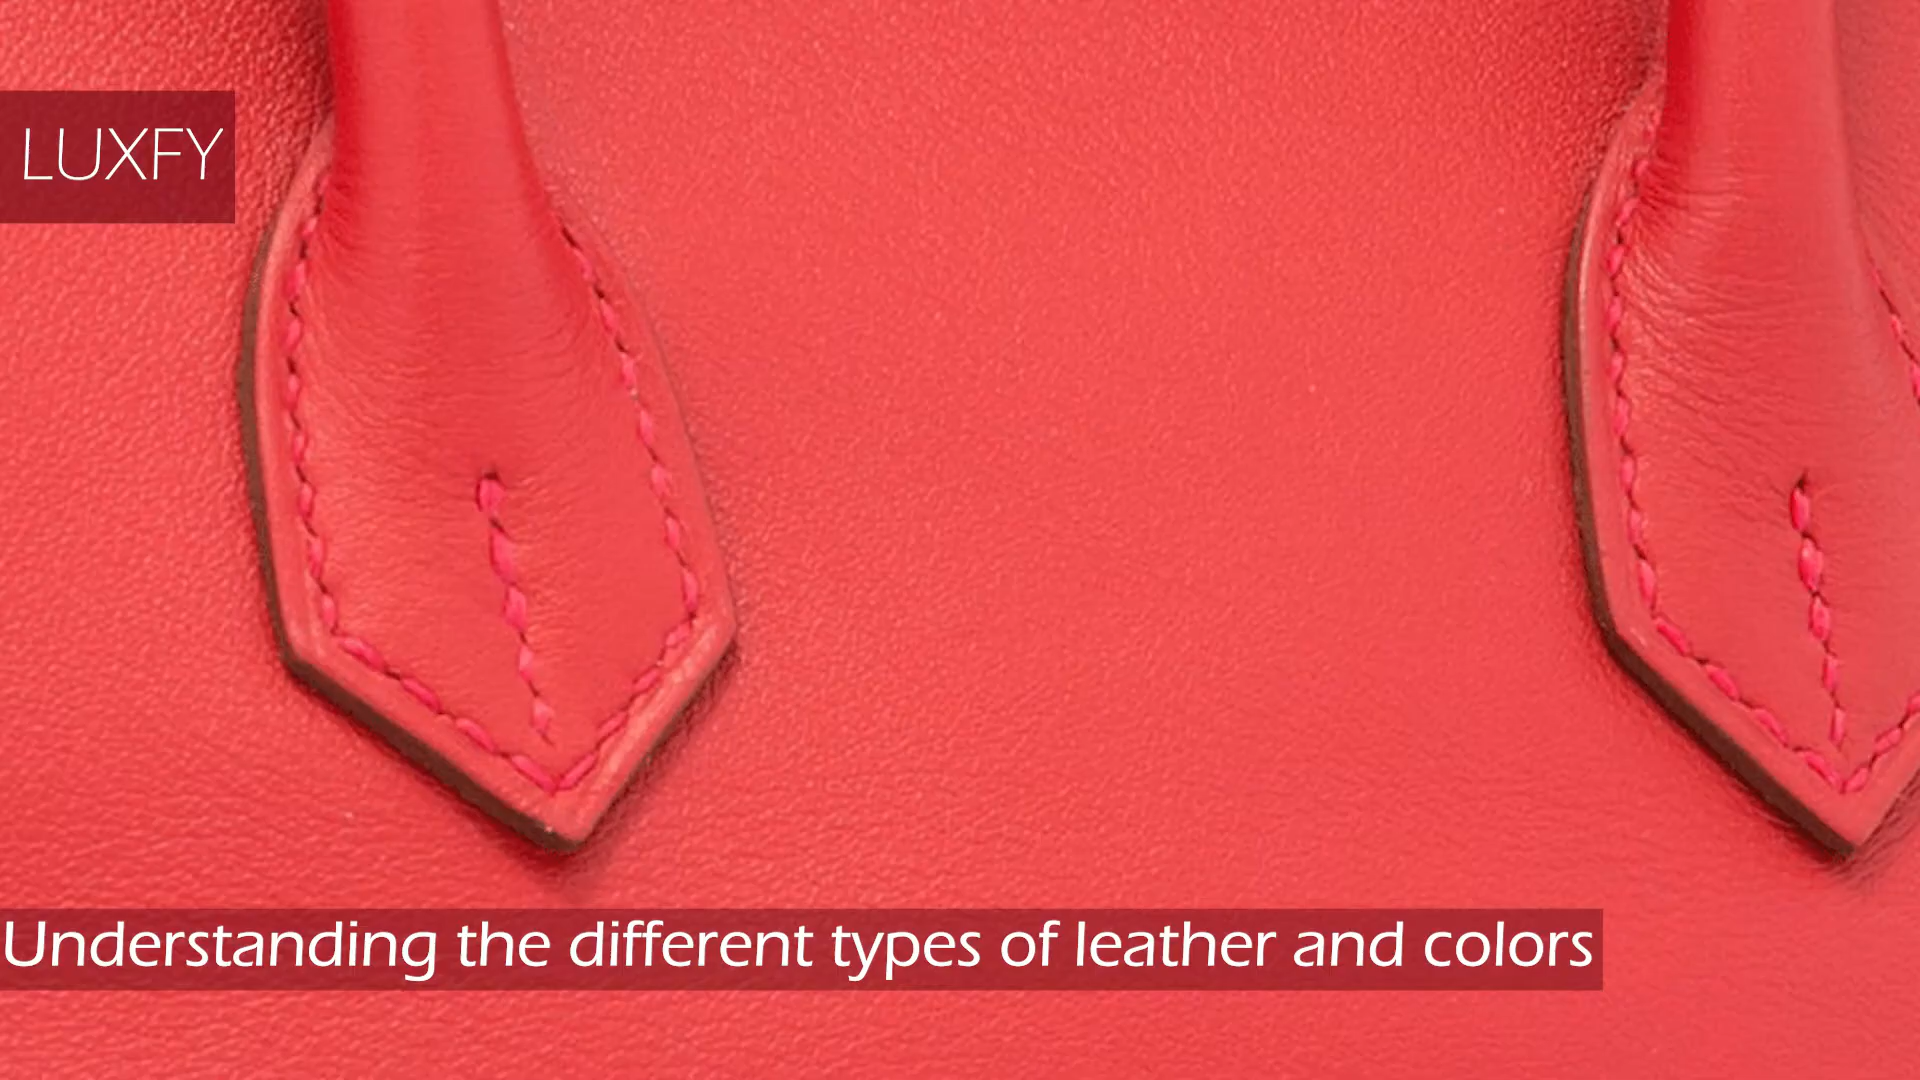 LUXFY
Understanding the different types of leather and colors